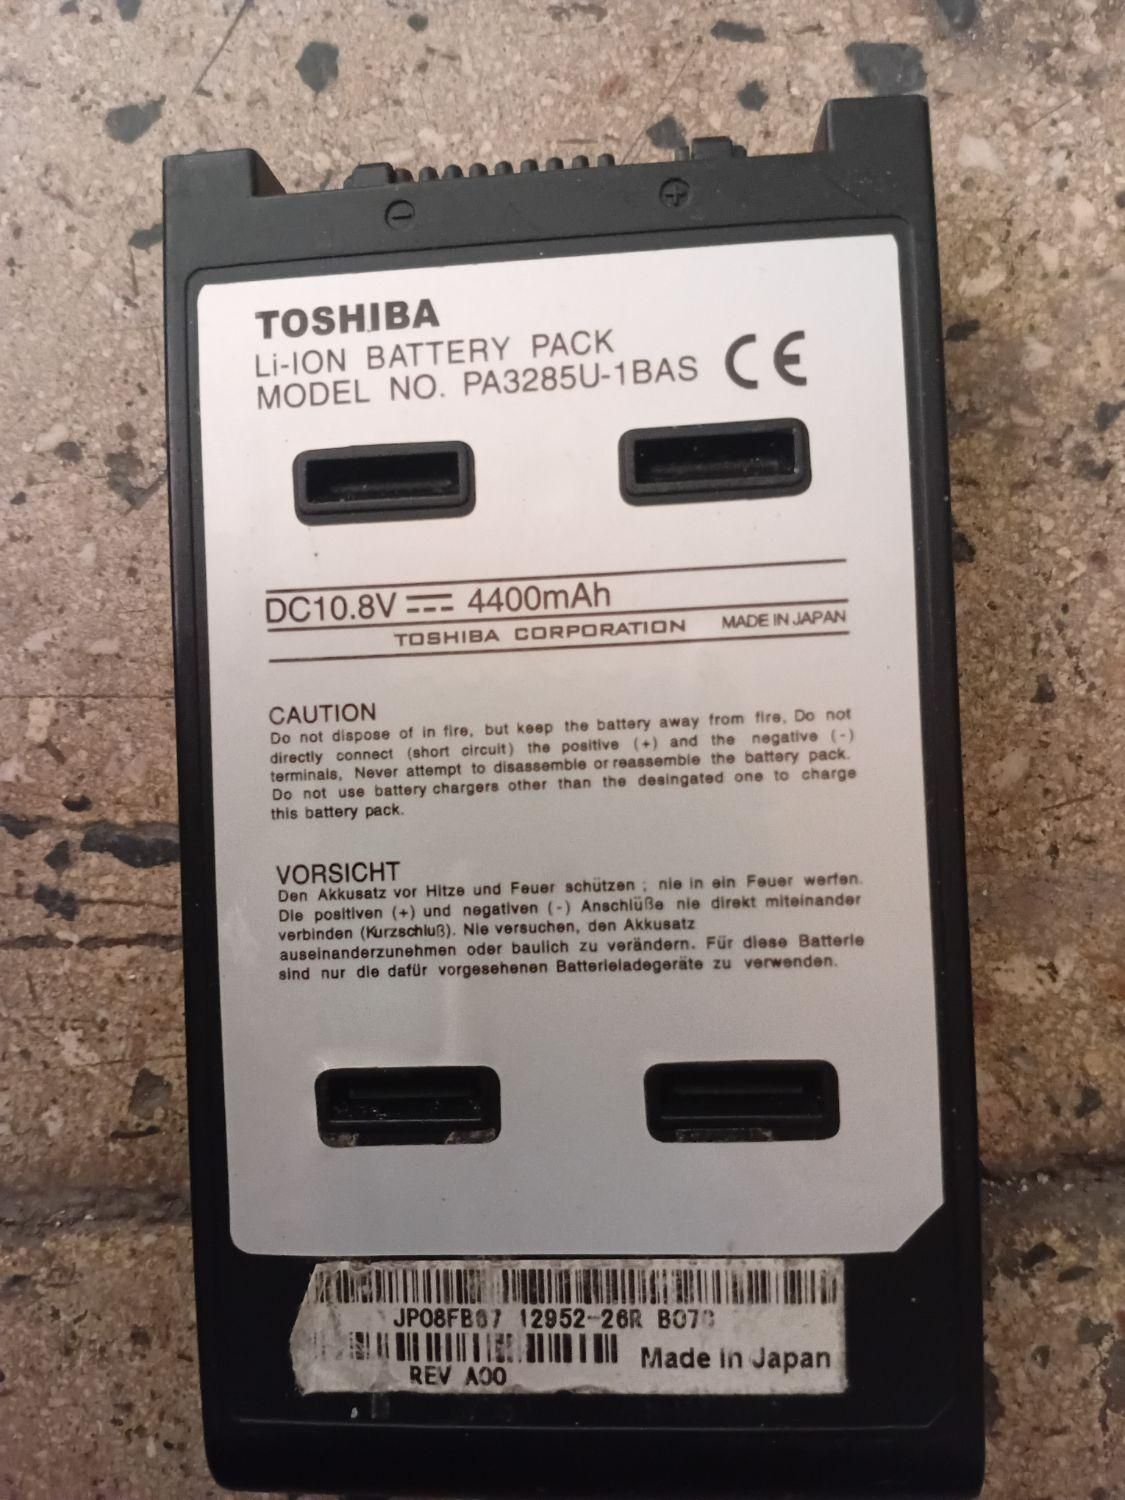 TOSHIBA
Li-ION BATTERY PACK
MODEL NO. PA3285U-1BAS
DC10.8V 4400mAh
TOSHIBA CORPORATION MADE IN JAPAN
CAUTION
Do not dispose of in fire, but keep the battery away from fire, Do not
directly connect (short circuit) the positive (+) and the negative (-)
terminals, Never attempt to disassemble or reassemble the battery pack.
Do not use battery chargers other than the desingated one to charge
this battery pack.
VORSICHT
Den Akkusatz vor Hitze und Feuer schützen ; nie in ein Feuer werfen.
Die positiven (+) und negativen (-) Anschlüße nie direkt miteinander
verbinden (Kurzschluß). Nie versuchen, den Akkusatz
auseinanderzunehmen oder baulich zu verändern. Für diese Batterie
sind nur die dafür vorgesehenen Batterieladegeräte zu verwenden.
12952-26R
REV A00 Made in Japan